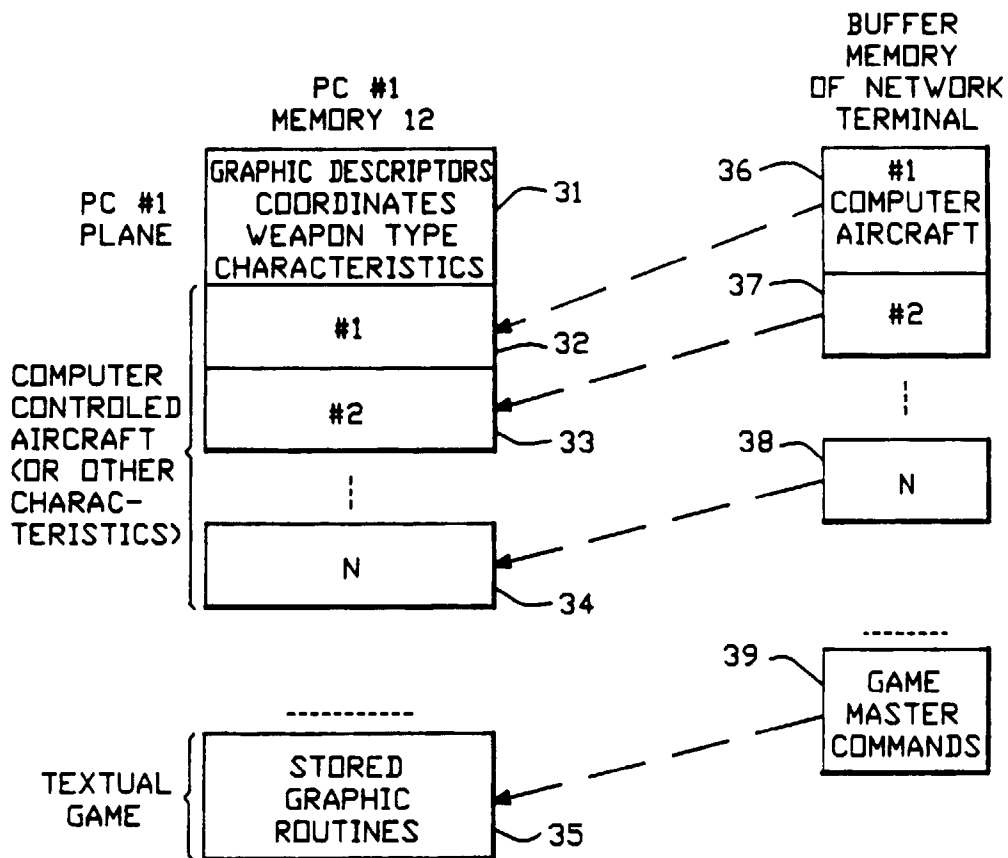 BUFFER
MEMORY
OF NETWORK
TERMINAL
PC #1
MEMORY 12
PC #1
PLANE
GRAPHIC DESCRIPTORS
COORDINATES
WEAPON TYPE
CHARACTERISTICS
31
36
#1
COMPUTER
AIRCRAFT
COMPUTER
CONTROLED
AIRCRAFT
(OR OTHER
CHARAC-
TERISTICS)
#1
32
37
#2
#2
33
38
N
N
34
39
GAME
MASTER
COMMANDS
TEXTUAL
GAME
STORED
GRAPHIC
ROUTINES
35